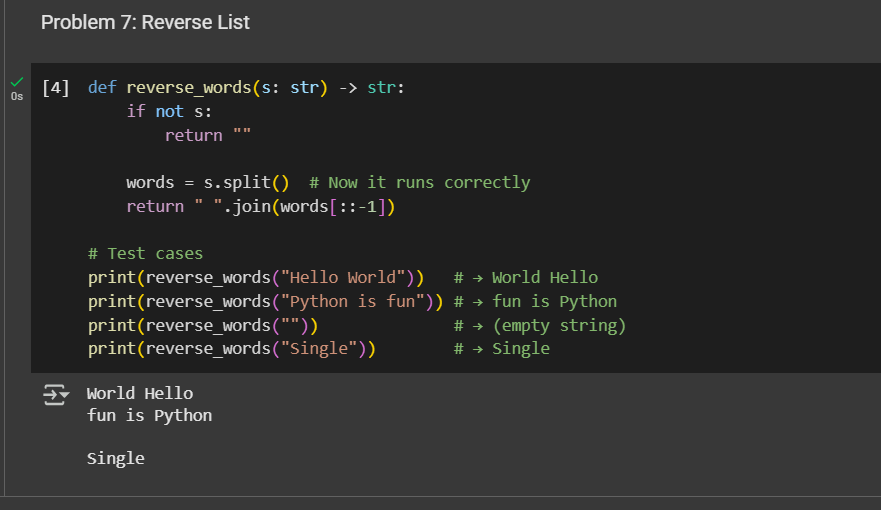 Problem 7: Reverse List
[4] def reverse_words(s: str) -> str:
        if not s:
            return ""
        words = s.split()  # Now it runs correctly
        return " ".join(words[::-1])
    # Test cases
    print(reverse_words("Hello World"))   # → World Hello
    print(reverse_words("Python is fun")) # → fun is Python
    print(reverse_words(""))              # → (empty string)
    print(reverse_words("Single"))        # → Single
0s
World Hello
fun is Python
Single